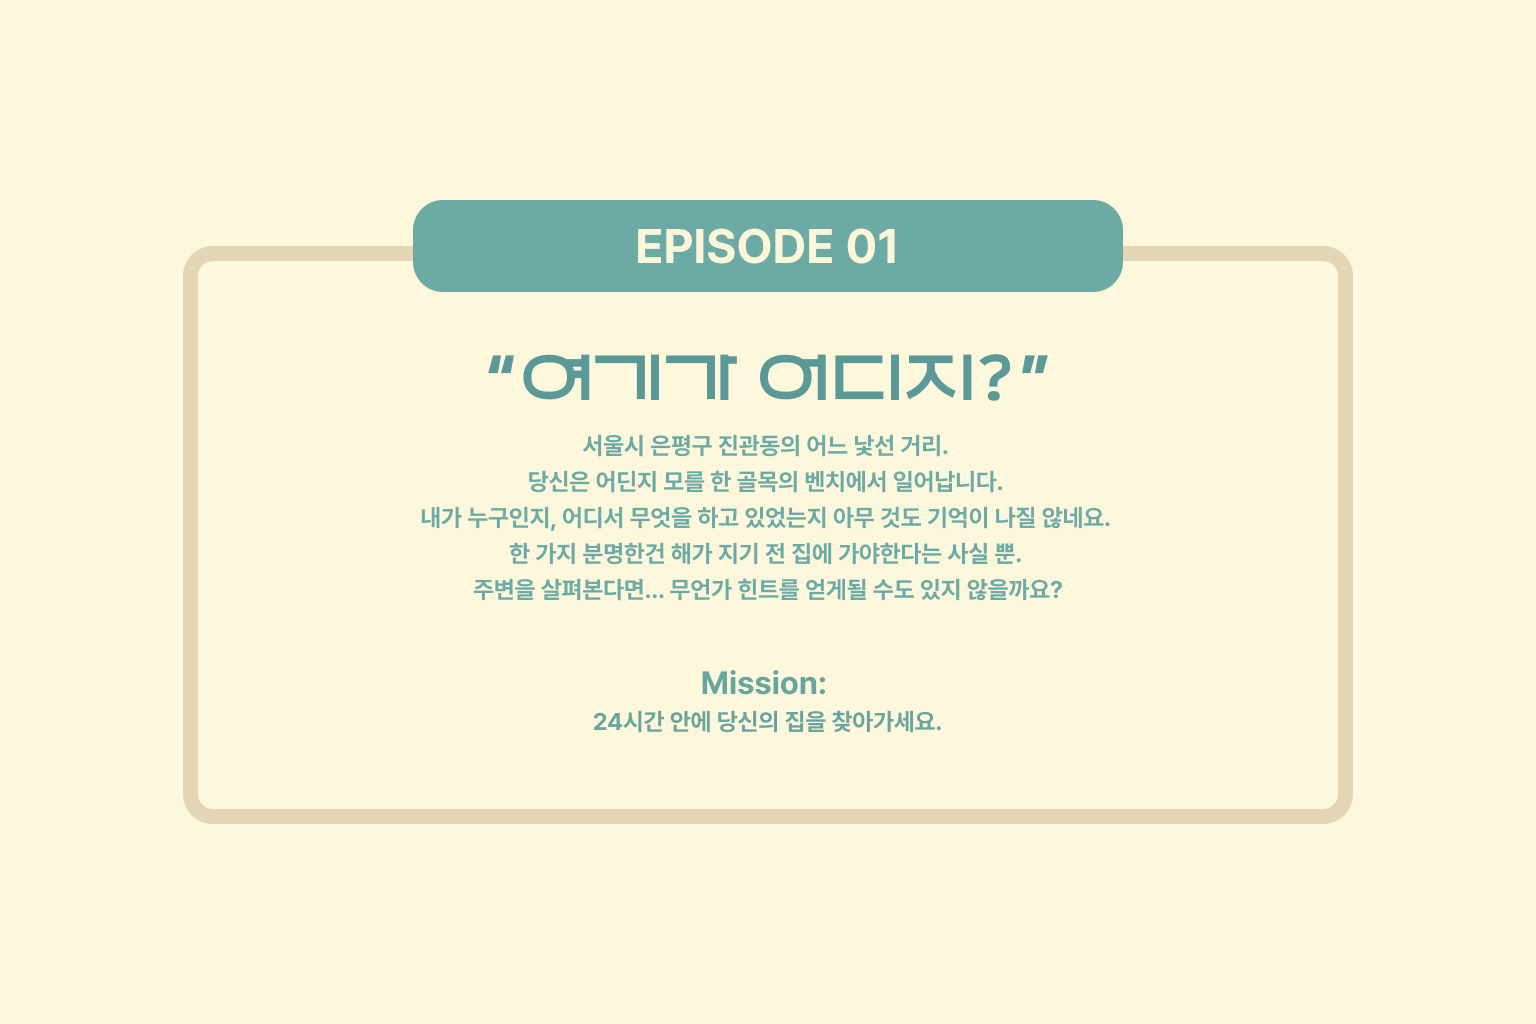 EPISODE 01
“여기가 어디지?”
서울시 은평구 진관동의 어느 낯선 거리.
당신은 어딘지 모를 한 골목의 벤치에서 일어납니다.
내가 누구인지, 어디서 무엇을 하고 있었는지 아무 것도 기억이 나질 않네요.
한 가지 분명한건 해가 지기 전 집에 가야한다는 사실 뿐.
주변을 살펴본다면... 무언가 힌트를 얻게될 수도 있지 않을까요?
Mission:
24시간 안에 당신의 집을 찾아가세요.